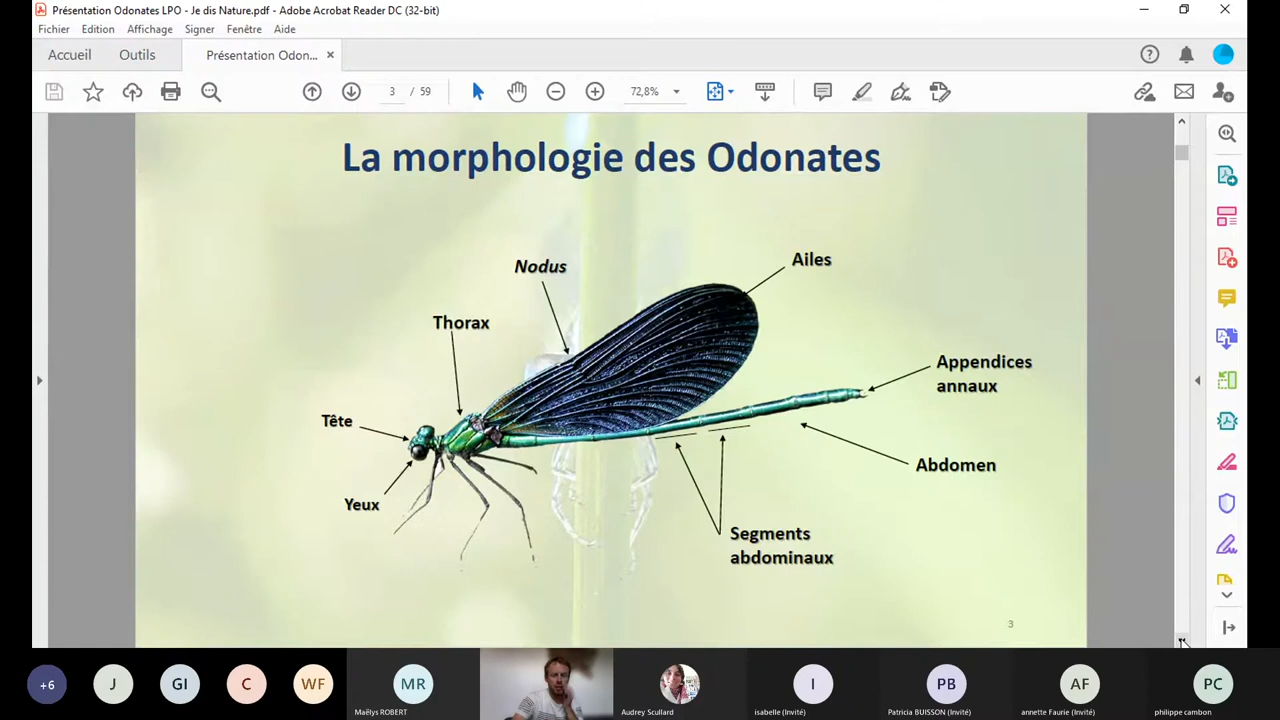 Présentation Odonates LPO - Je dis Nature.pdf - Adobe Acrobat Reader DC (32-bit)
Fichier Edition Affichage Signer Fenêtre Aide
Accueil Outils Présentation Odon... ×
3 / 59 72,8%
La morphologie des Odonates
Nodus
Ailes
Thorax
Appendices
annaux
Tête
Abdomen
Yeux
Segments
abdominaux
3
+6 J GI C WF MR I PB AF PC
Maëlys ROBERT Audrey Scullard isabelle (Invité) Patricia BUISSON (Invité) annette Faurie (Invité) philippe cambon